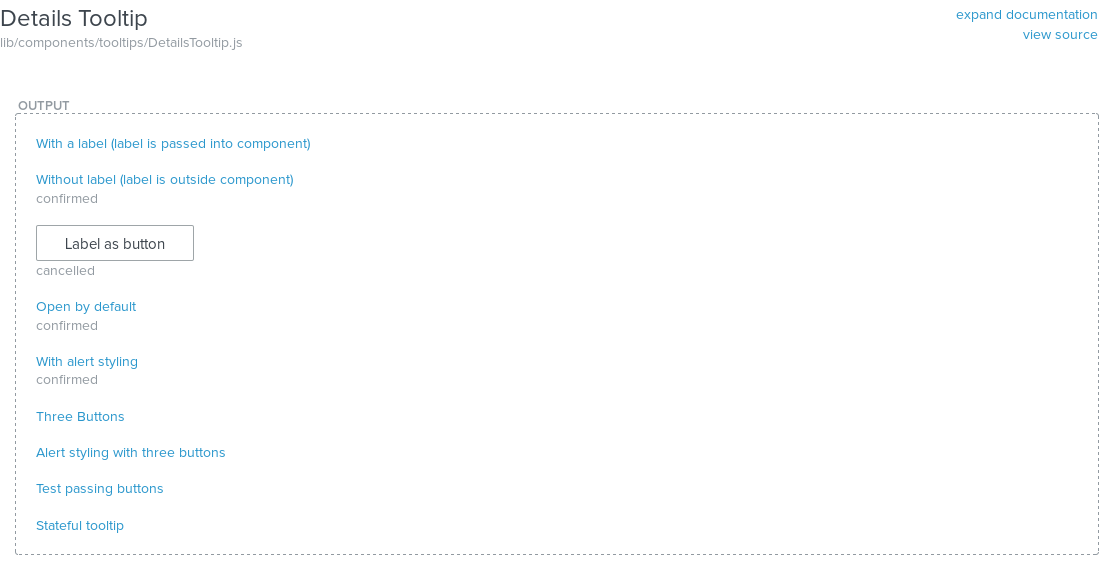 Details Tooltip
expand documentation
lib/components/tooltips/DetailsTooltip.js
view source
OUTPUT
With a label (label is passed into component)
Without label (label is outside component)
confirmed
Label as button
cancelled
Open by default
confirmed
With alert styling
confirmed
Three Buttons
Alert styling with three buttons
Test passing buttons
Stateful tooltip